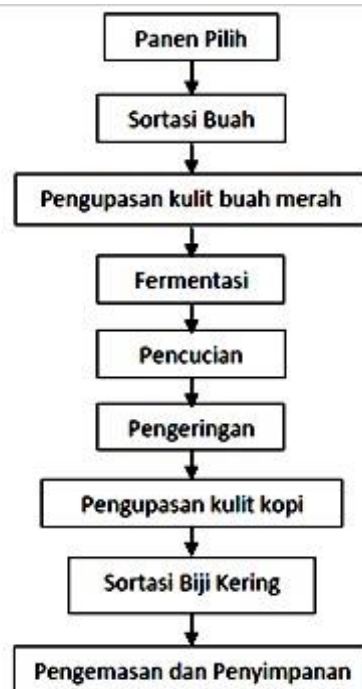 Panen Pilih
Sortasi Buah
Pengupasan kulit buah merah
Fermentasi
Pencucian
Pengeringan
Pengupasan kulit kopi
Sortasi Biji Kering
Pengemasan dan Penyimpanan